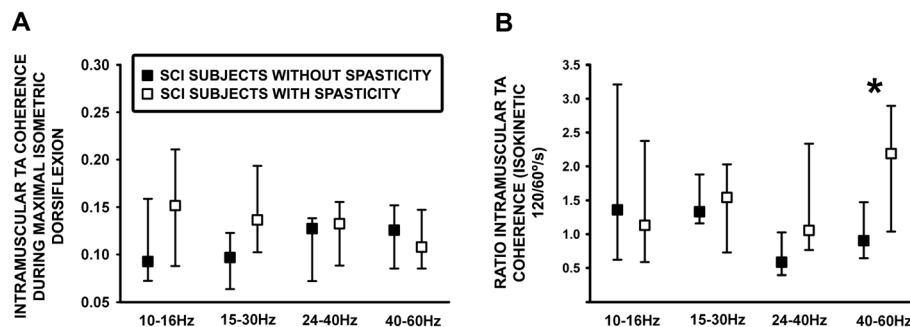 A
INTRAMUSCULAR TA COHERENCE
DURING MAXIMAL ISOMETRIC
DORSIFLEXION
0.30
0.25
0.20
0.15
0.10
0.05
SCI SUBJECTS WITHOUT SPASTICITY
SCI SUBJECTS WITH SPASTICITY
10-16Hz 15-30Hz 24-40Hz 40-60Hz
B
RATIO INTRAMUSCULAR TA
COHERENCE (ISOKINETIC
120/60º/s)
3.5
3.0
2.5
2.0
1.5
1.0
0.5
*
10-16Hz 15-30Hz 24-40Hz 40-60Hz